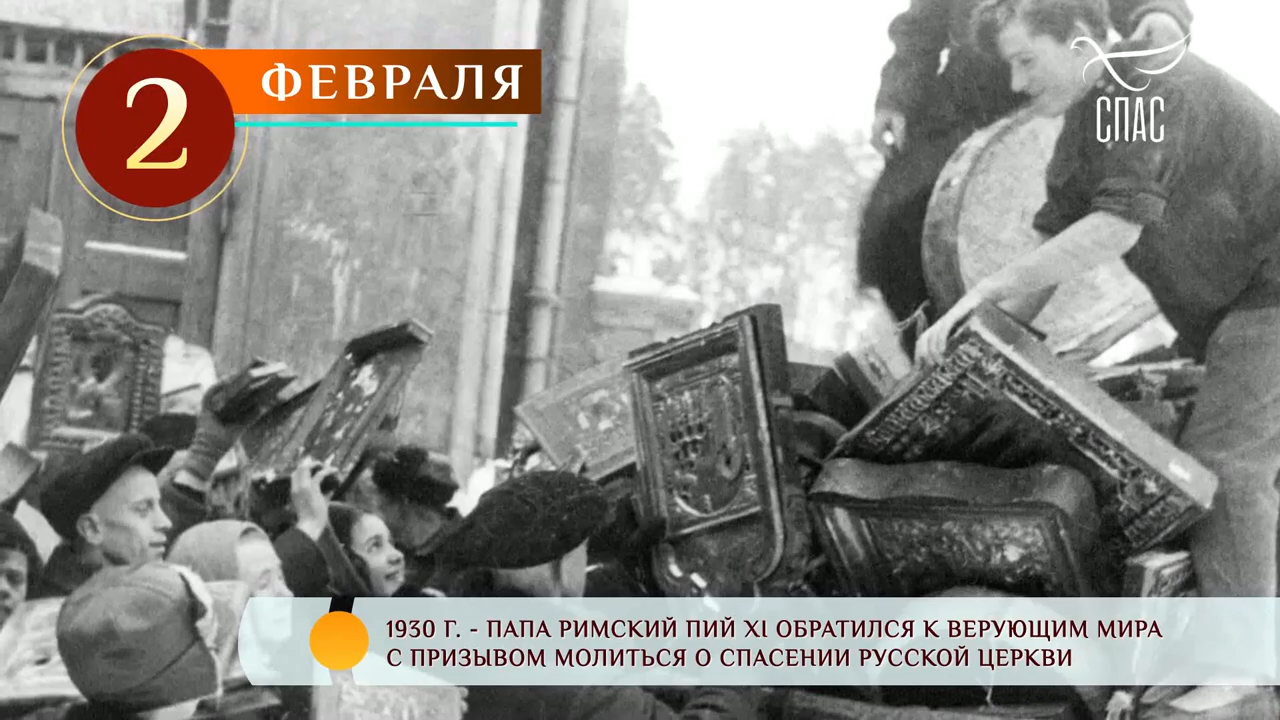 2
ФЕВРАЛЯ
СПАС
1930 Г. - ПАПА РИМСКИЙ ПИЙ XI ОБРАТИЛСЯ К ВЕРУЮЩИМ МИРА
С ПРИЗЫВОМ МОЛИТЬСЯ О СПАСЕНИИ РУССКОЙ ЦЕРКВИ